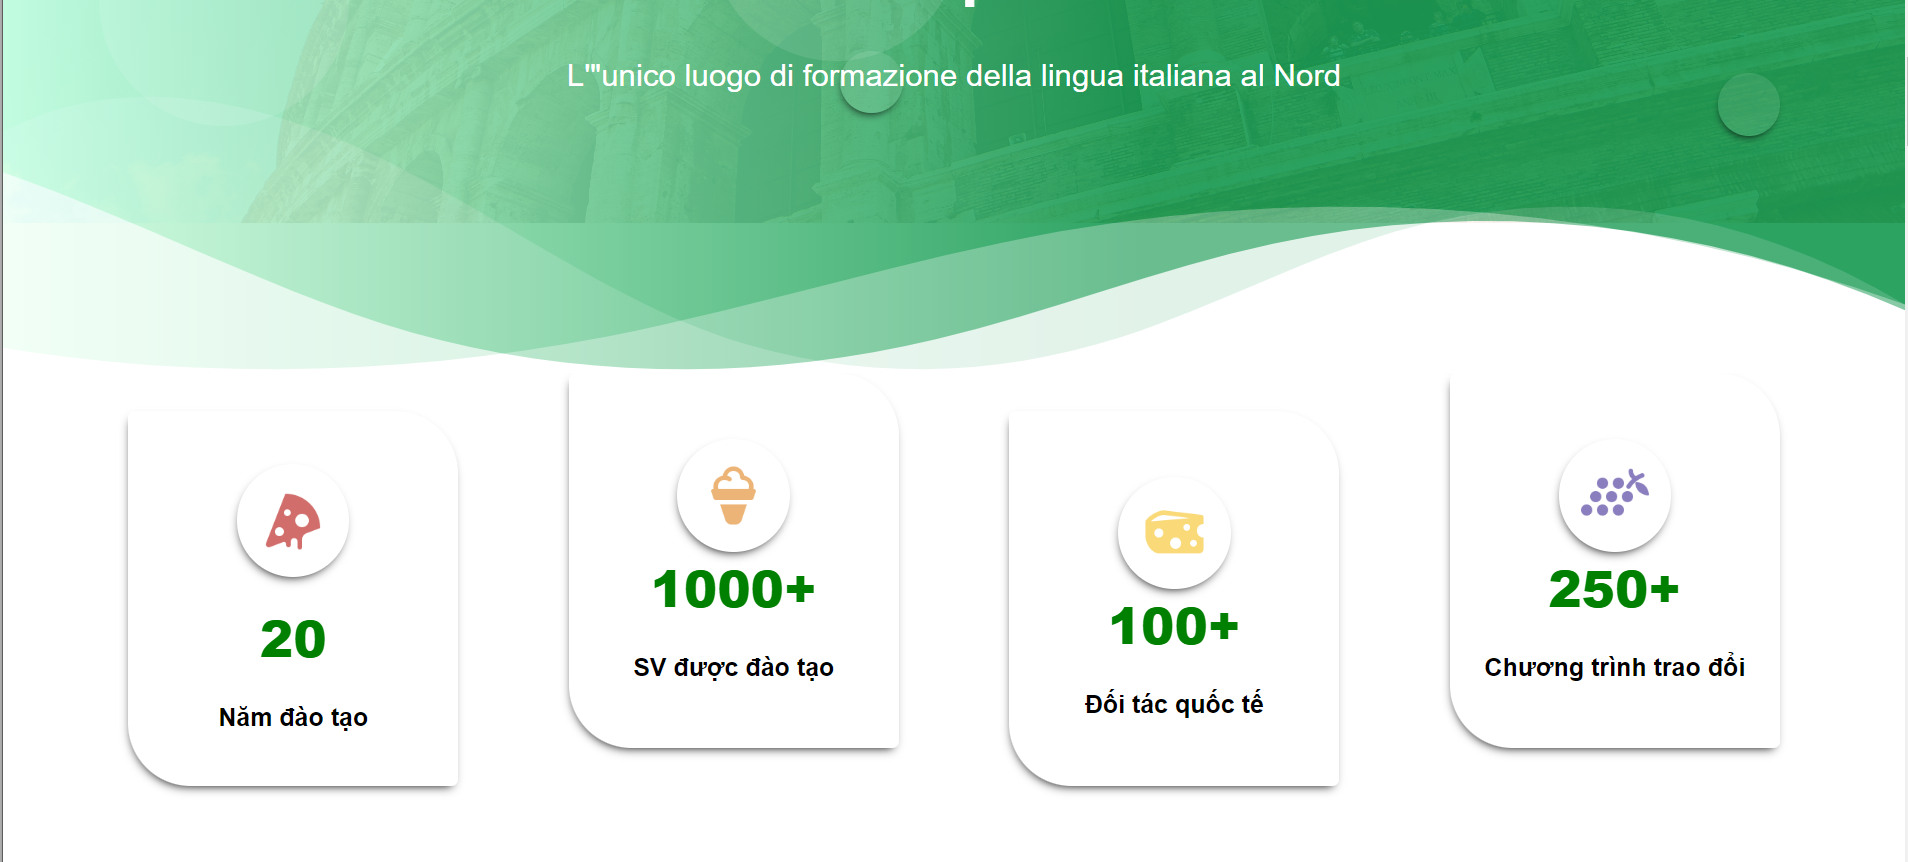 L'"unico luogo di formazione della lingua italiana al Nord
20
Năm đào tạo
1000+
SV được đào tạo
100+
Đối tác quốc tế
250+
Chương trình trao đổi